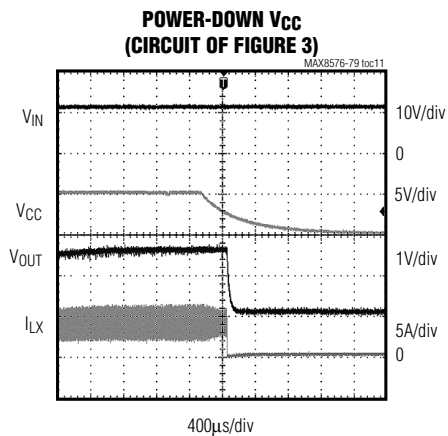 POWER-DOWN VCC
(CIRCUIT OF FIGURE 3)
MAX8576-79 toc11
T
VIN
10V/div
0
5V/div
VCC
VOUT
1V/div
ILX
5A/div
0
400µs/div